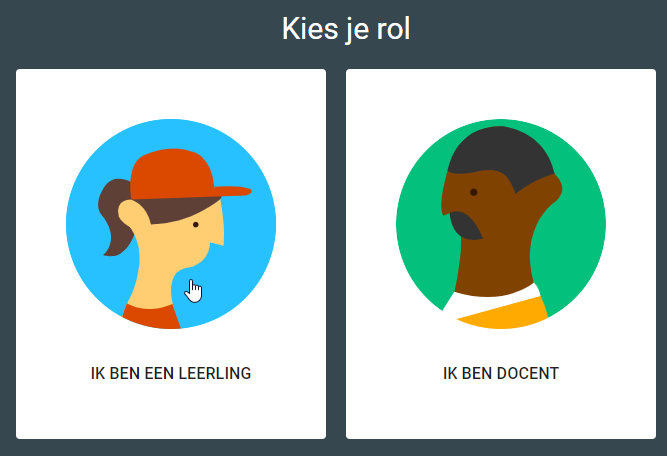 Kies je rol
IK BEN EEN LEERLING
IK BEN DOCENT